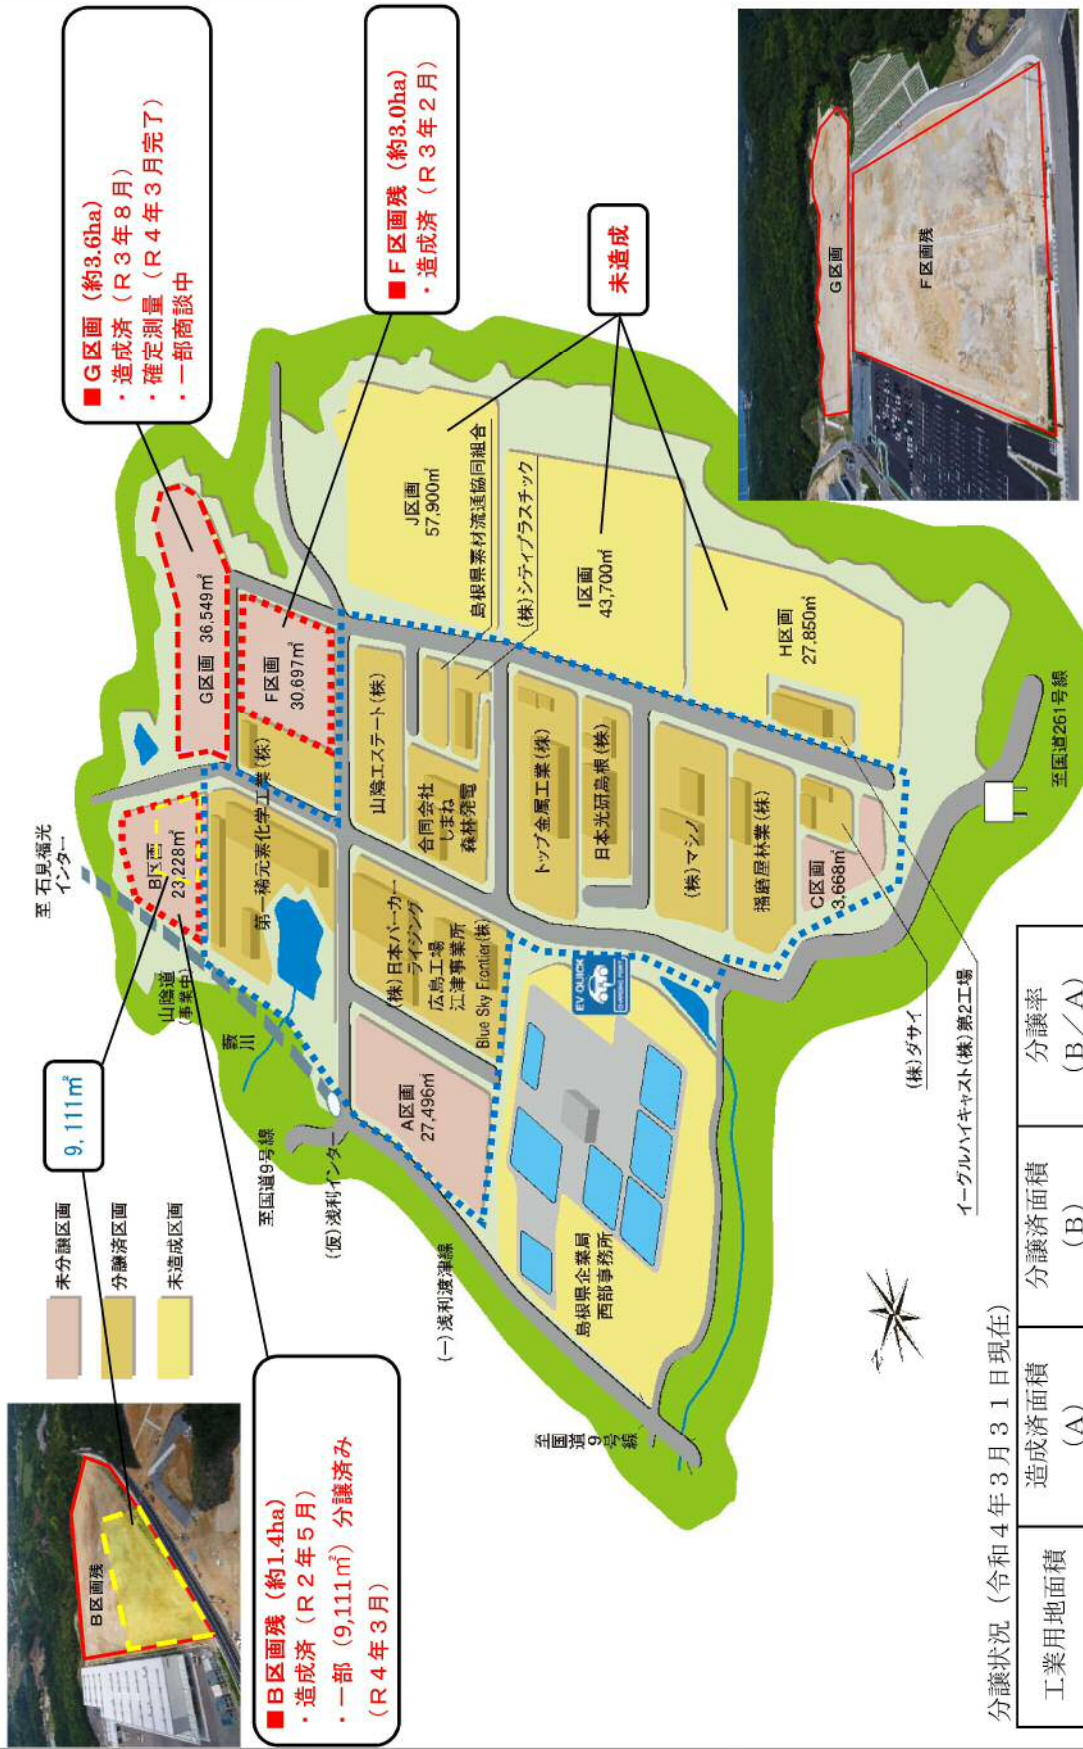 ■G区画（約3.6ha）
・造成済（Ｒ３年８月）
・確定測量（Ｒ４年３月完了）
・一部商談中
■Ｆ区画残（約3.0ha）
・造成済（Ｒ３年２月）
未造成
G区画
Ｆ区画残
9,111㎡
未分譲区画
分譲済区画
未造成区画
B区画残
■Ｂ区画残（約1.4ha）
・造成済（Ｒ２年５月）
・一部（9,111㎡）分譲済み
（Ｒ４年３月）
至 石見福光
インター
山陰道
（事業中）
藪川
至国道9号線
(仮)浅利インター
(一)浅利渡津線
至国道9号線
至国道261号線
B区画
23,228㎡
G区画 36,549㎡
F区画
30,697㎡
J区画
57,900㎡
I区画
43,700㎡
H区画
27,850㎡
A区画
27,496㎡
C区画
3,668㎡
第一稀元素化学工業(株)
山陰エステート(株)
島根県素材流通協同組合
(株)シティプラスチック
合同会社
しまね
森林発電
(株)日本パーカー
ライジング
広島工場
江津事業所
Blue Sky Frontier(株)
トップ金属工業(株)
日本光研島根(株)
(株)マシノ
播磨屋林業(株)
(株)ダサイ
イーグルハイキャスト(株)第2工場
島根県企業局
西部事務所
EV QUICK
CHARGING POINT
N
分譲状況（令和４年３月３１日現在）
工業用地面積
造成済面積
（A）
分譲済面積
（B）
分譲率
（B／A）